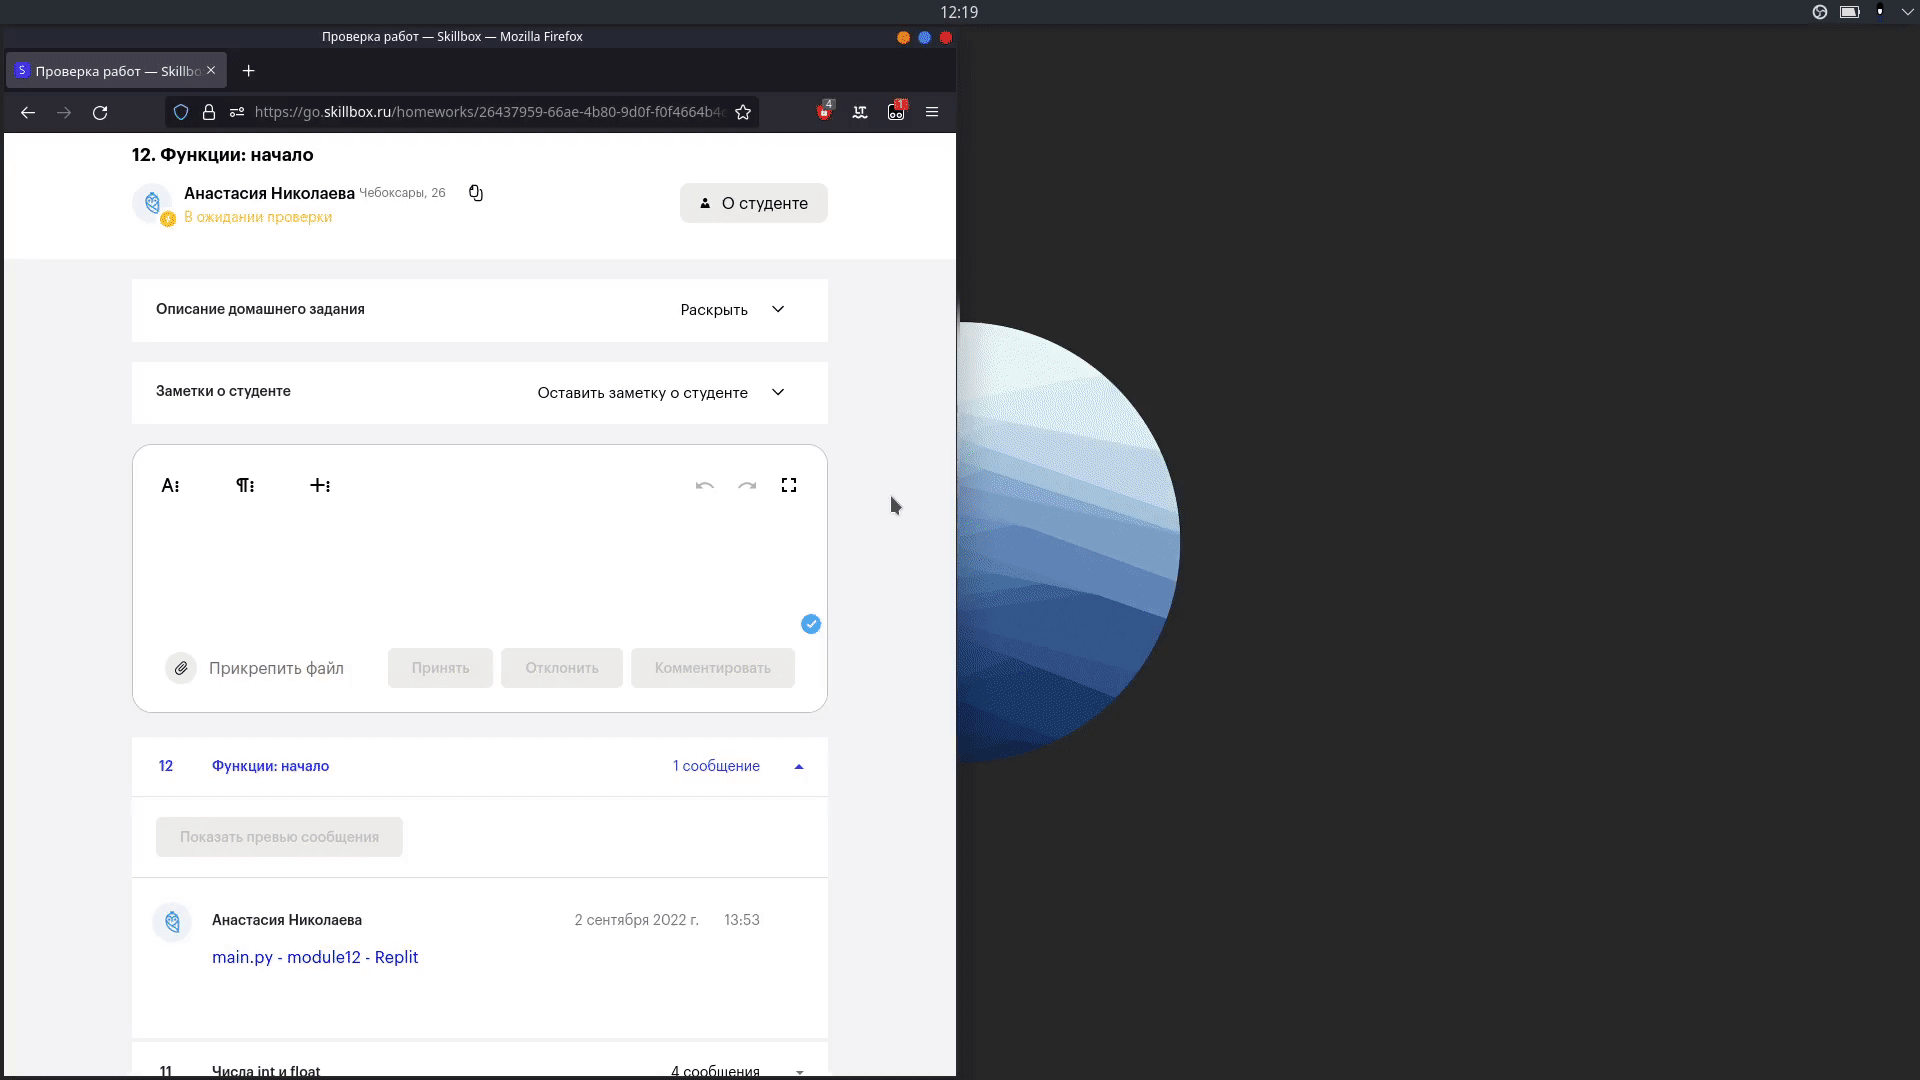 12:19
Проверка работ — Skillbox — Mozilla Firefox
S Проверка работ — Skillbo
https://go.skillbox.ru/homeworks/26437959-66ae-4b80-9d0f-f0f4664b4c
4
1
12. Функции: начало
Анастасия Николаева Чебоксары, 26
В ожидании проверки
О студенте
Описание домашнего задания Раскрыть
Заметки о студенте Оставить заметку о студенте
Прикрепить файл Принять Отклонить Комментировать
12 Функции: начало 1 сообщение
Показать превью сообщения
Анастасия Николаева 2 сентября 2022 г. 13:53
main.py - module12 - Replit
11 Числа int и float 4 сообщения